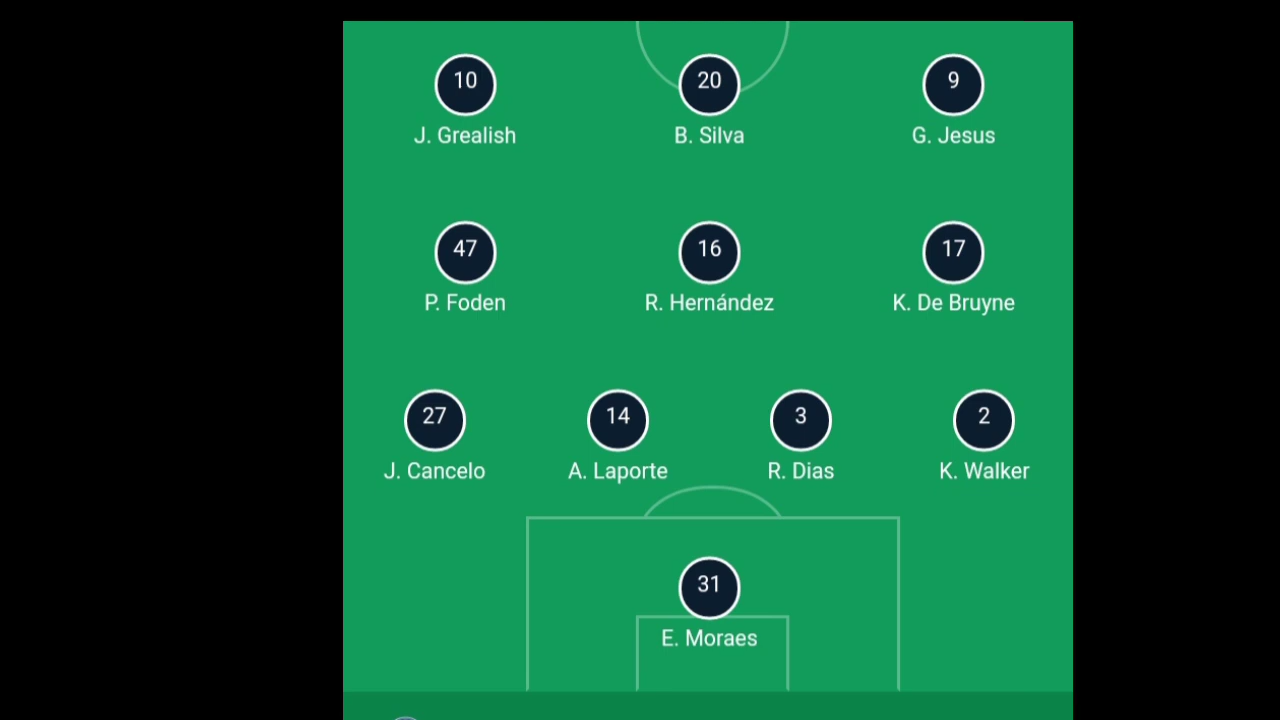 10 20 9
J. Grealish B. Silva G. Jesus
47 16 17
P. Foden R. Hernández K. De Bruyne
27 14 3 2
J. Cancelo A. Laporte R. Dias K. Walker
31
E. Moraes